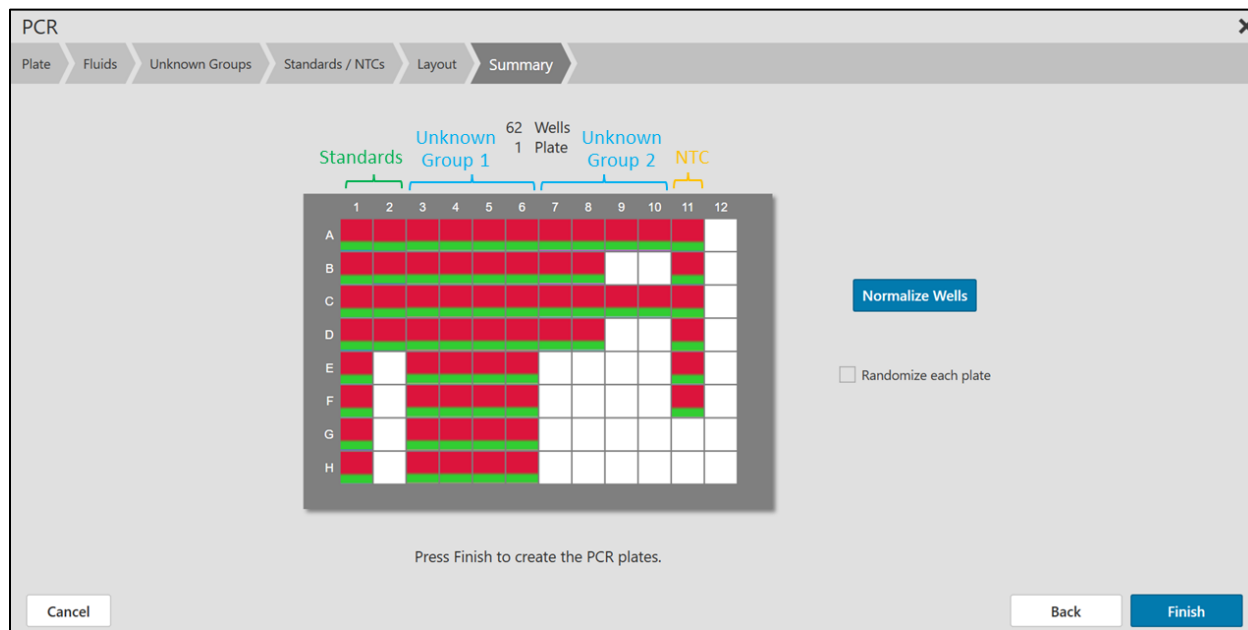 PCR
Plate Fluids Unknown Groups Standards / NTCs Layout Summary
62 Wells
1 Plate
Standards
Unknown
Group 1
Unknown
Group 2
NTC
1 2 3 4 5 6 7 8 9 10 11 12
A
B
C
D
E
F
G
H
Normalize Wells
Randomize each plate
Press Finish to create the PCR plates.
Cancel Back Finish